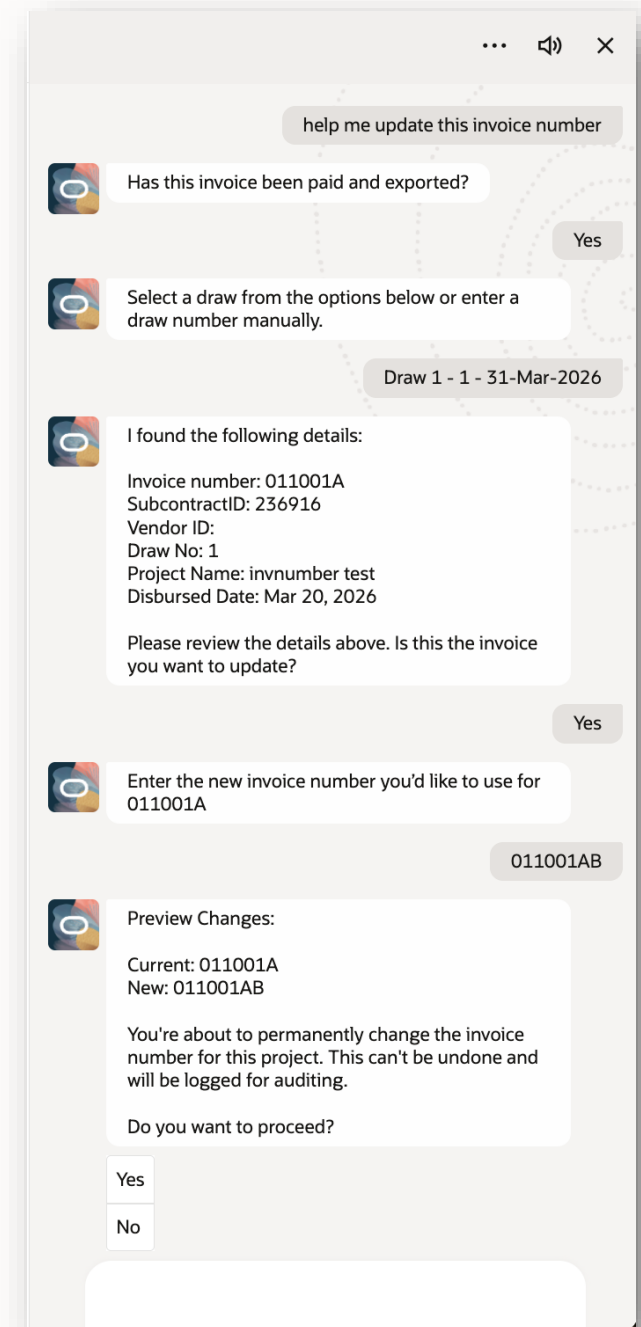 help me update this invoice number
Has this invoice been paid and exported?
Yes
Select a draw from the options below or enter a
draw number manually.
Draw 1 - 1 - 31-Mar-2026
I found the following details:
Invoice number: 011001A
SubcontractID: 236916
Vendor ID:
Draw No: 1
Project Name: invnumber test
Disbursed Date: Mar 20, 2026
Please review the details above. Is this the invoice
you want to update?
Yes
Enter the new invoice number you’d like to use for
011001A
011001AB
Preview Changes:
Current: 011001A
New: 011001AB
You're about to permanently change the invoice
number for this project. This can't be undone and
will be logged for auditing.
Do you want to proceed?
Yes
No